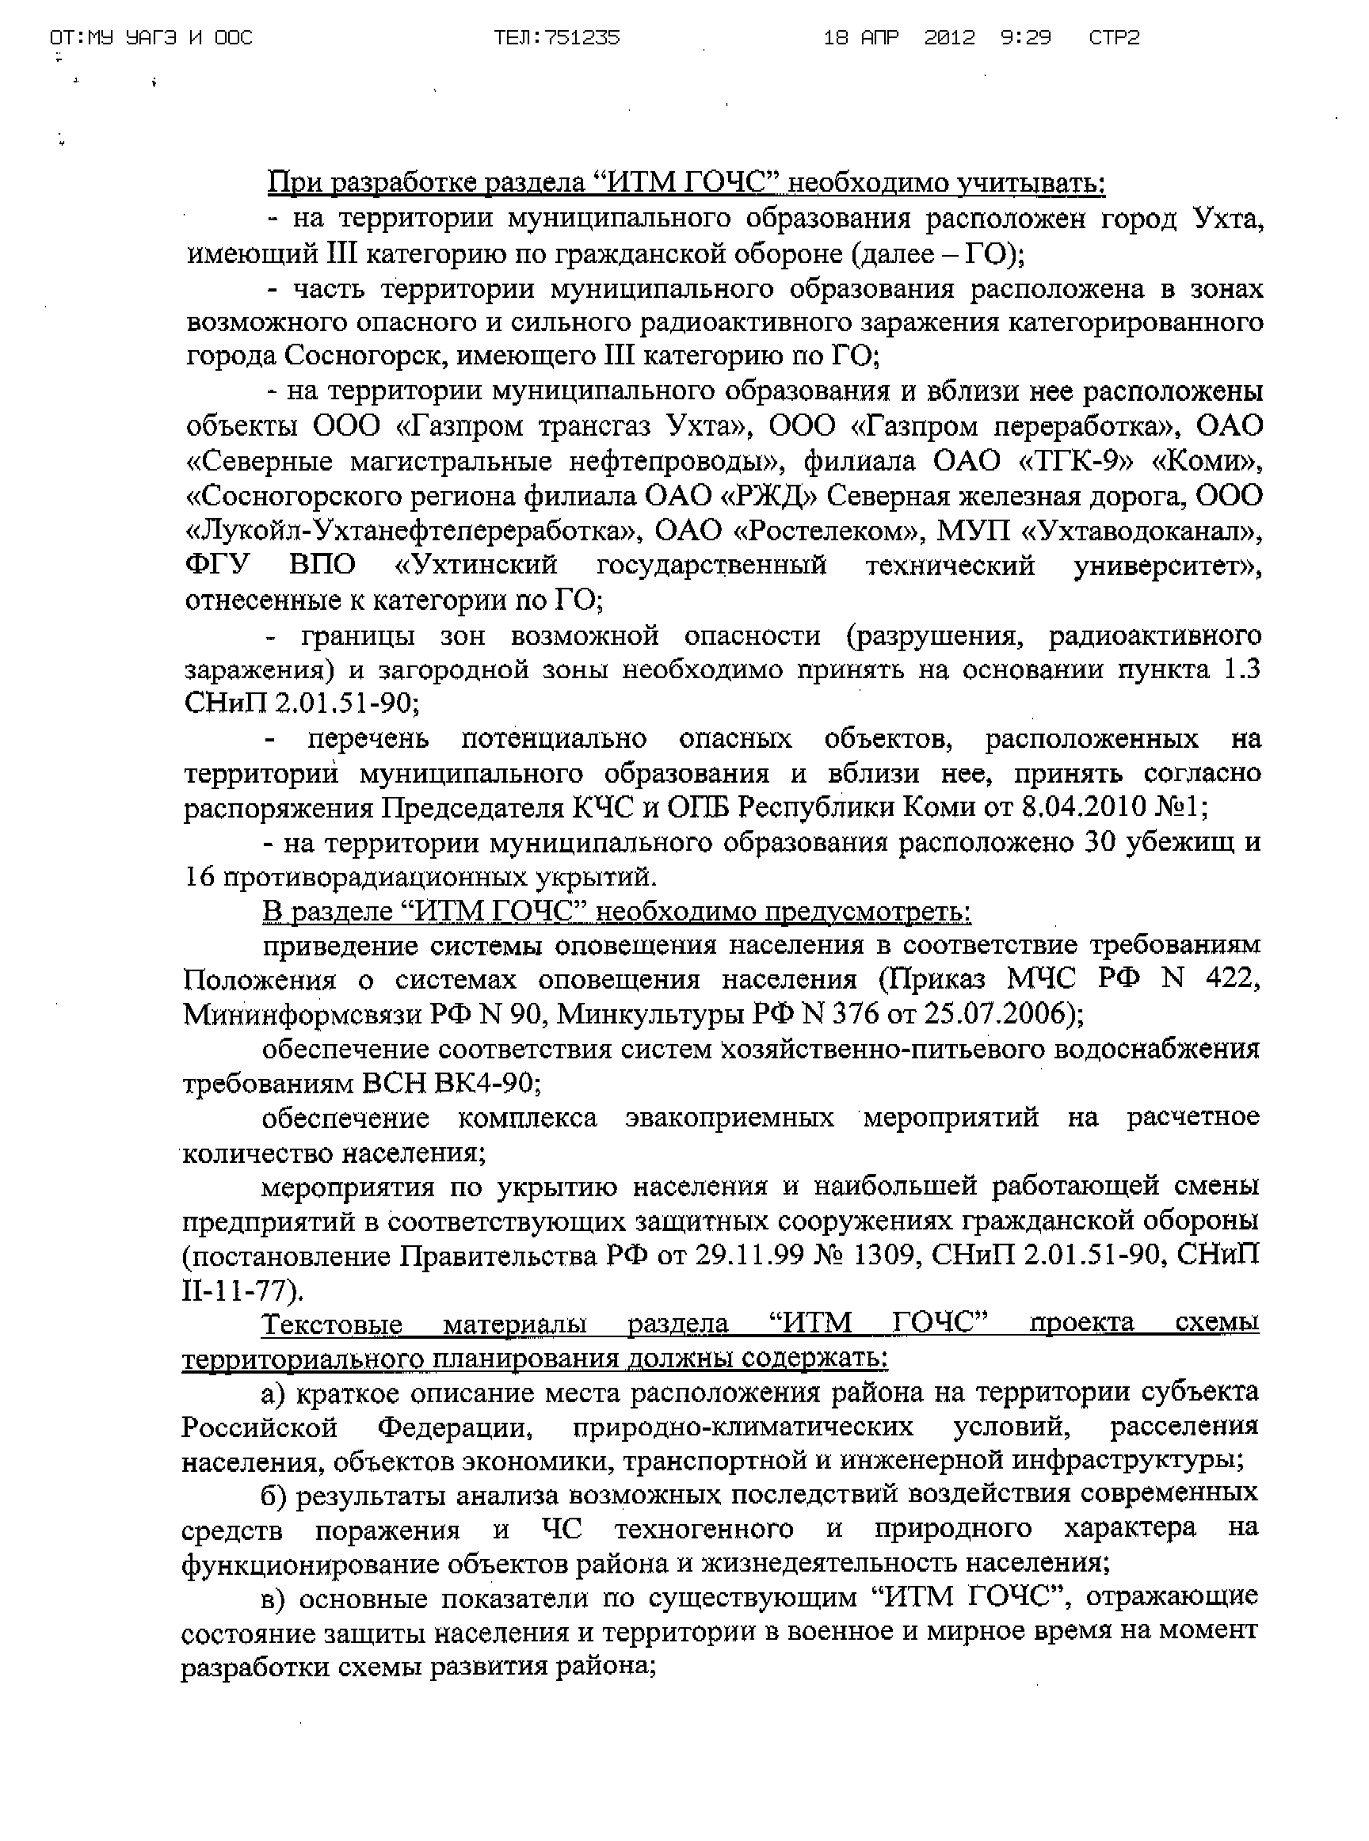 ОТ:МУ УАГЭ И ООС ТЕЛ:751235 18 АПР 2012 9:29 СТР2
При разработке раздела “ИТМ ГОЧС” необходимо учитывать:
- на территории муниципального образования расположен город Ухта,
имеющий III категорию по гражданской обороне (далее – ГО);
- часть территории муниципального образования расположена в зонах
возможного опасного и сильного радиоактивного заражения категорированного
города Сосногорск, имеющего III категорию по ГО;
- на территории муниципального образования и вблизи нее расположены
объекты ООО «Газпром трансгаз Ухта», ООО «Газпром переработка», ОАО
«Северные магистральные нефтепроводы», филиала ОАО «ТГК-9» «Коми»,
«Сосногорского региона филиала ОАО «РЖД» Северная железная дорога, ООО
«Лукойл-Ухтанефтепереработка», ОАО «Ростелеком», МУП «Ухтаводоканал»,
ФГУ ВПО «Ухтинский государственный технический университет»,
отнесенные к категории по ГО;
- границы зон возможной опасности (разрушения, радиоактивного
заражения) и загородной зоны необходимо принять на основании пункта 1.3
СНиП 2.01.51-90;
- перечень потенциально опасных объектов, расположенных на
территории муниципального образования и вблизи нее, принять согласно
распоряжения Председателя КЧС и ОПБ Республики Коми от 8.04.2010 №1;
- на территории муниципального образования расположено 30 убежищ и
16 противорадиационных укрытий.
В разделе “ИТМ ГОЧС” необходимо предусмотреть:
приведение системы оповещения населения в соответствие требованиям
Положения о системах оповещения населения (Приказ МЧС РФ N 422,
Мининформсвязи РФ N 90, Минкультуры РФ N 376 от 25.07.2006);
обеспечение соответствия систем хозяйственно-питьевого водоснабжения
требованиям ВСН ВК4-90;
обеспечение комплекса эвакоприемных мероприятий на расчетное
количество населения;
мероприятия по укрытию населения и наибольшей работающей смены
предприятий в соответствующих защитных сооружениях гражданской обороны
(постановление Правительства РФ от 29.11.99 № 1309, СНиП 2.01.51-90, СНиП
II-11-77).
Текстовые материалы раздела “ИТМ ГОЧС” проекта схемы
территориального планирования должны содержать:
а) краткое описание места расположения района на территории субъекта
Российской Федерации, природно-климатических условий, расселения
населения, объектов экономики, транспортной и инженерной инфраструктуры;
б) результаты анализа возможных последствий воздействия современных
средств поражения и ЧС техногенного и природного характера на
функционирование объектов района и жизнедеятельность населения;
в) основные показатели по существующим “ИТМ ГОЧС”, отражающие
состояние защиты населения и территории в военное и мирное время на момент
разработки схемы развития района;